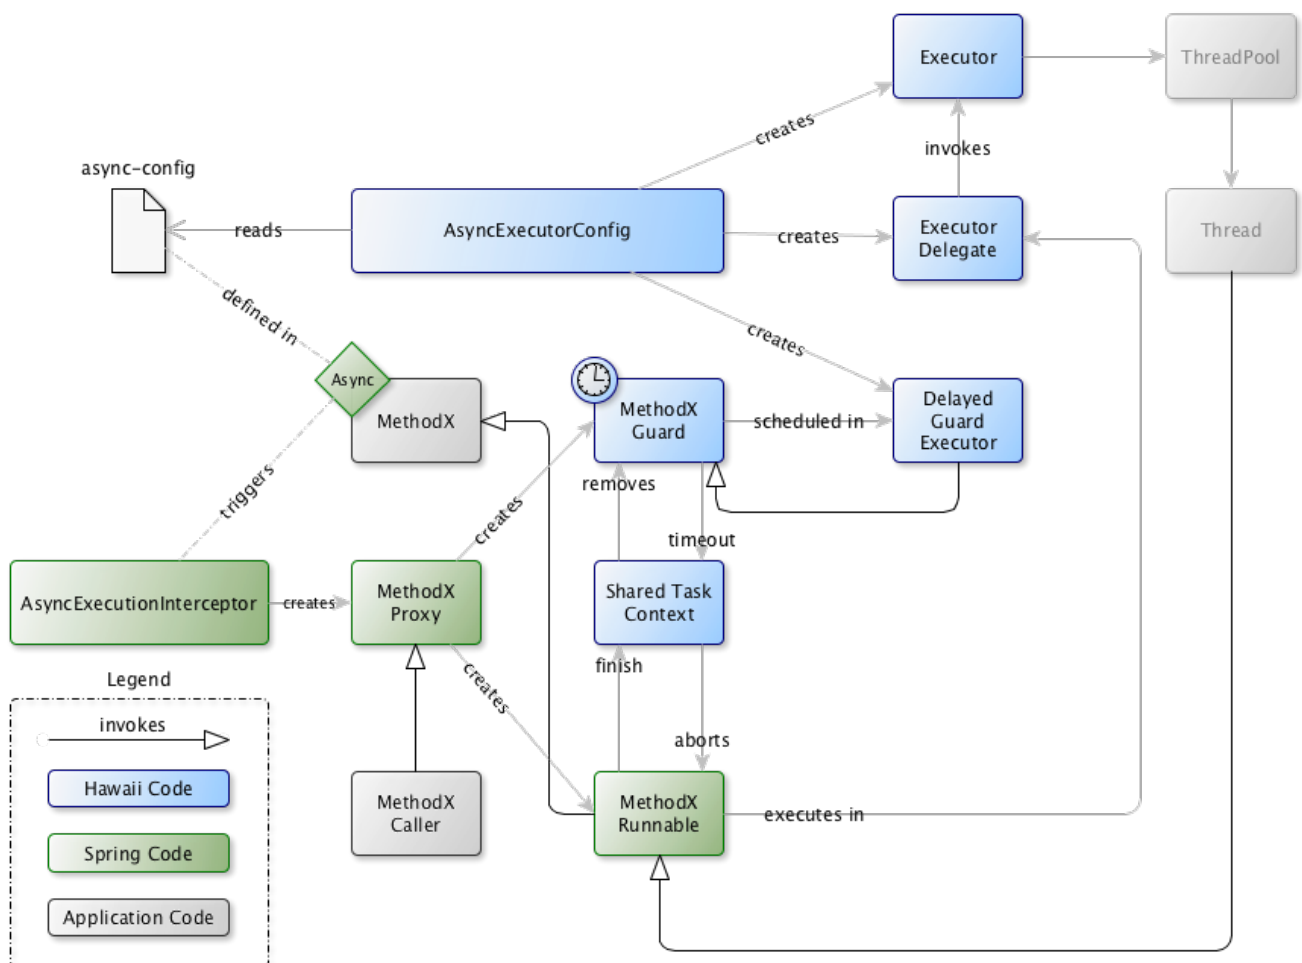 Executor
ThreadPool
creates
invokes
async-config
reads
AsyncExecutorConfig
creates
Executor
Delegate
Thread
defined in
creates
Async
MethodX
MethodX
Guard
scheduled in
Delayed
Guard
Executor
triggers
creates
removes
timeout
AsyncExecutionInterceptor
creates
MethodX
Proxy
Shared Task
Context
finish
creates
Legend
invokes
aborts
Hawaii Code
MethodX
Caller
MethodX
Runnable
executes in
Spring Code
Application Code